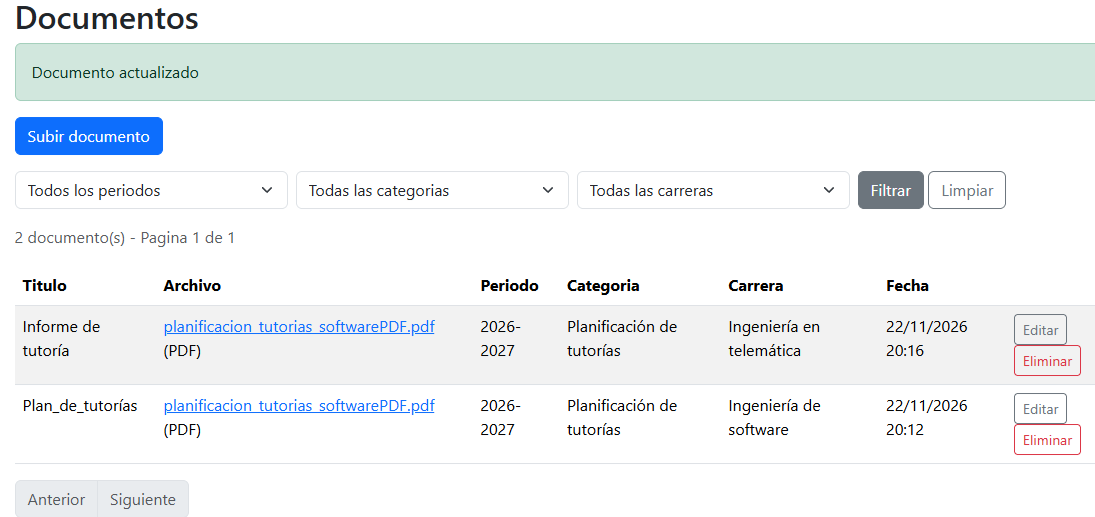 Documentos
Documento actualizado
Subir documento
Todos los periodos Todas las categorias Todas las carreras Filtrar Limpiar
2 documento(s) - Pagina 1 de 1
Titulo Archivo Periodo Categoria Carrera Fecha
Informe de planificacion_tutorias_softwarePDF.pdf 2026- Planificación de Ingeniería en 22/11/2026 Editar
tutoría (PDF) 2027 tutorías telemática 20:16 Eliminar
Plan_de_tutorías planificacion_tutorias_softwarePDF.pdf 2026- Planificación de Ingeniería de 22/11/2026 Editar
(PDF) 2027 tutorías software 20:12 Eliminar
Anterior Siguiente